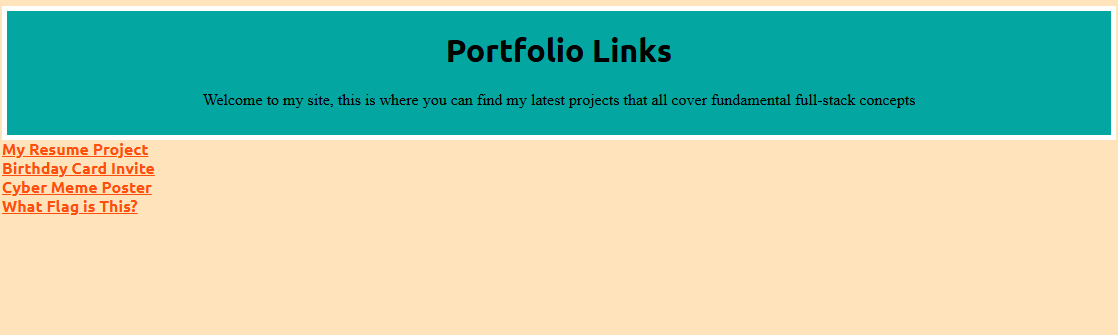 Portfolio Links
Welcome to my site, this is where you can find my latest projects that all cover fundamental full-stack concepts
My Resume Project
Birthday Card Invite
Cyber Meme Poster
What Flag is This?